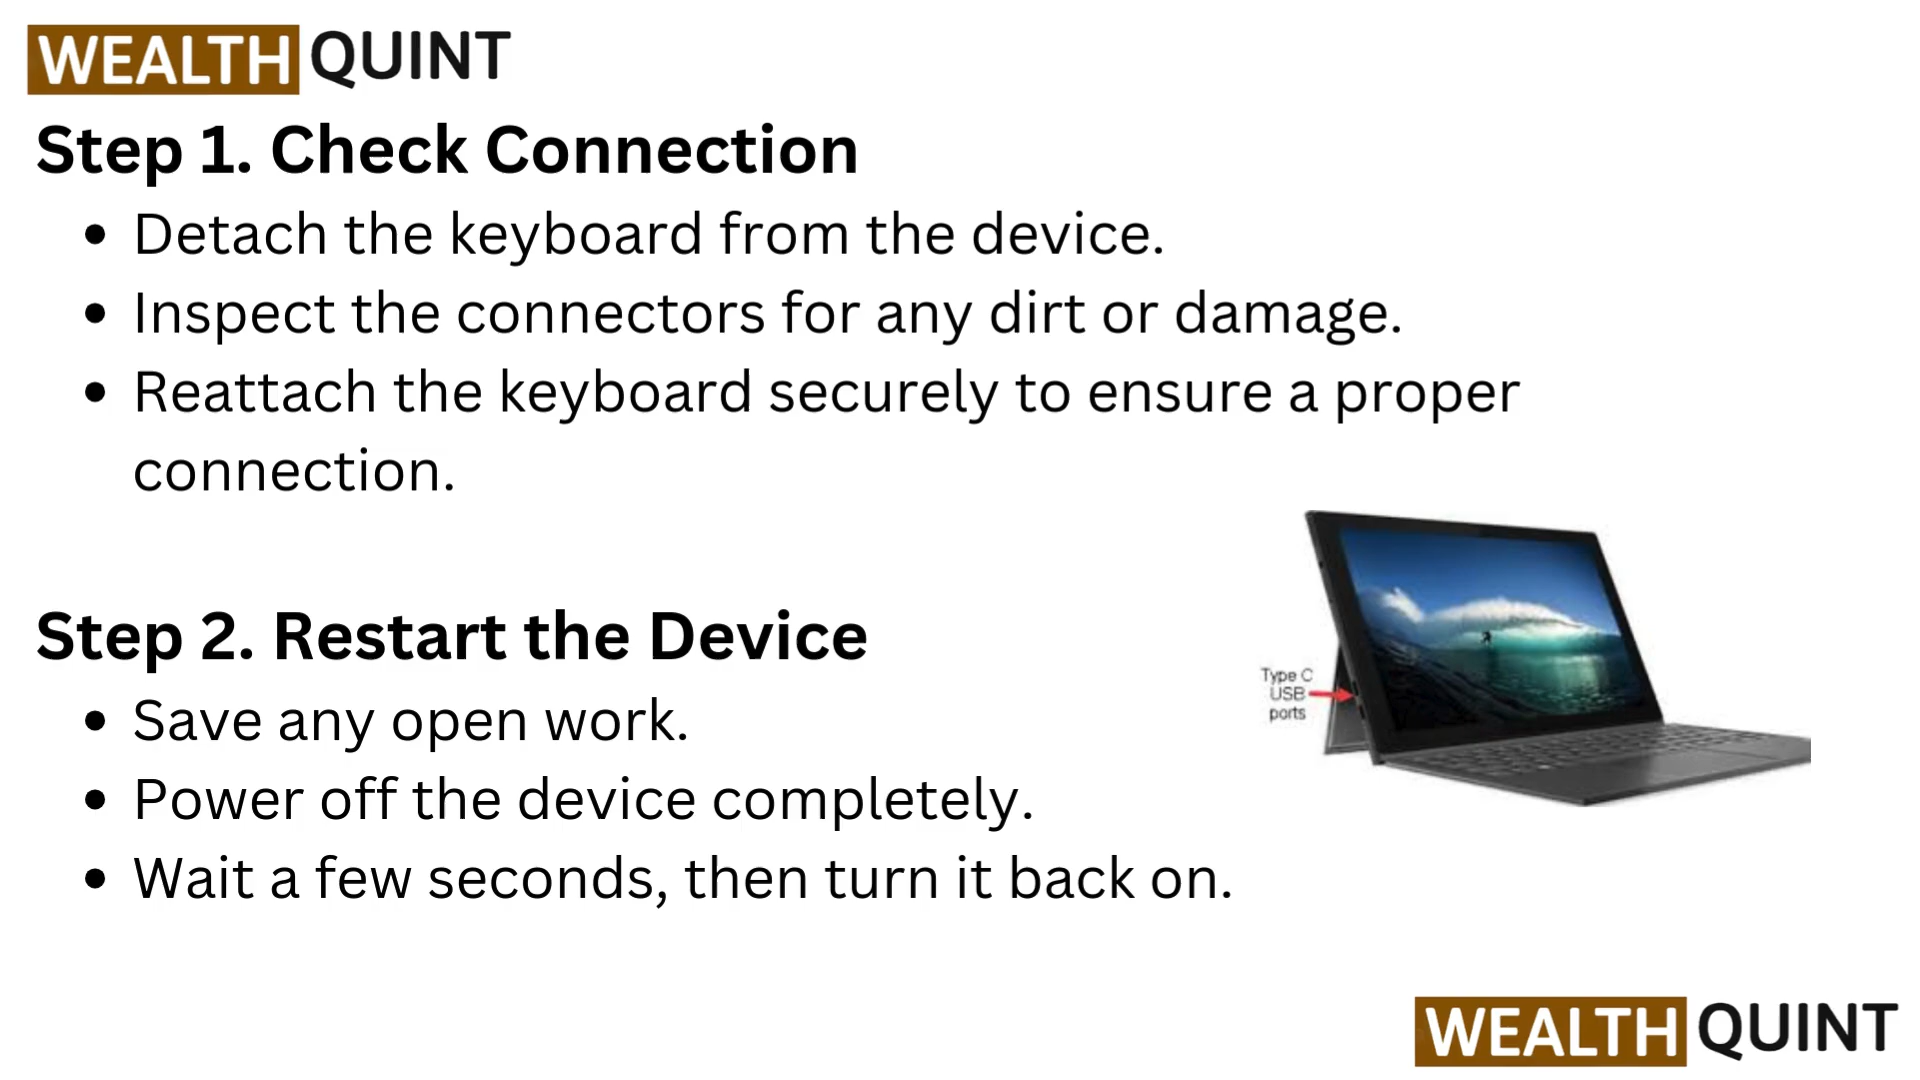 WEALTH QUINT
Step 1. Check Connection
• Detach the keyboard from the device.
• Inspect the connectors for any dirt or damage.
• Reattach the keyboard securely to ensure a proper
connection.
Step 2. Restart the Device
• Save any open work.
• Power off the device completely.
• Wait a few seconds, then turn it back on.
Type C
USB
ports
WEALTH QUINT